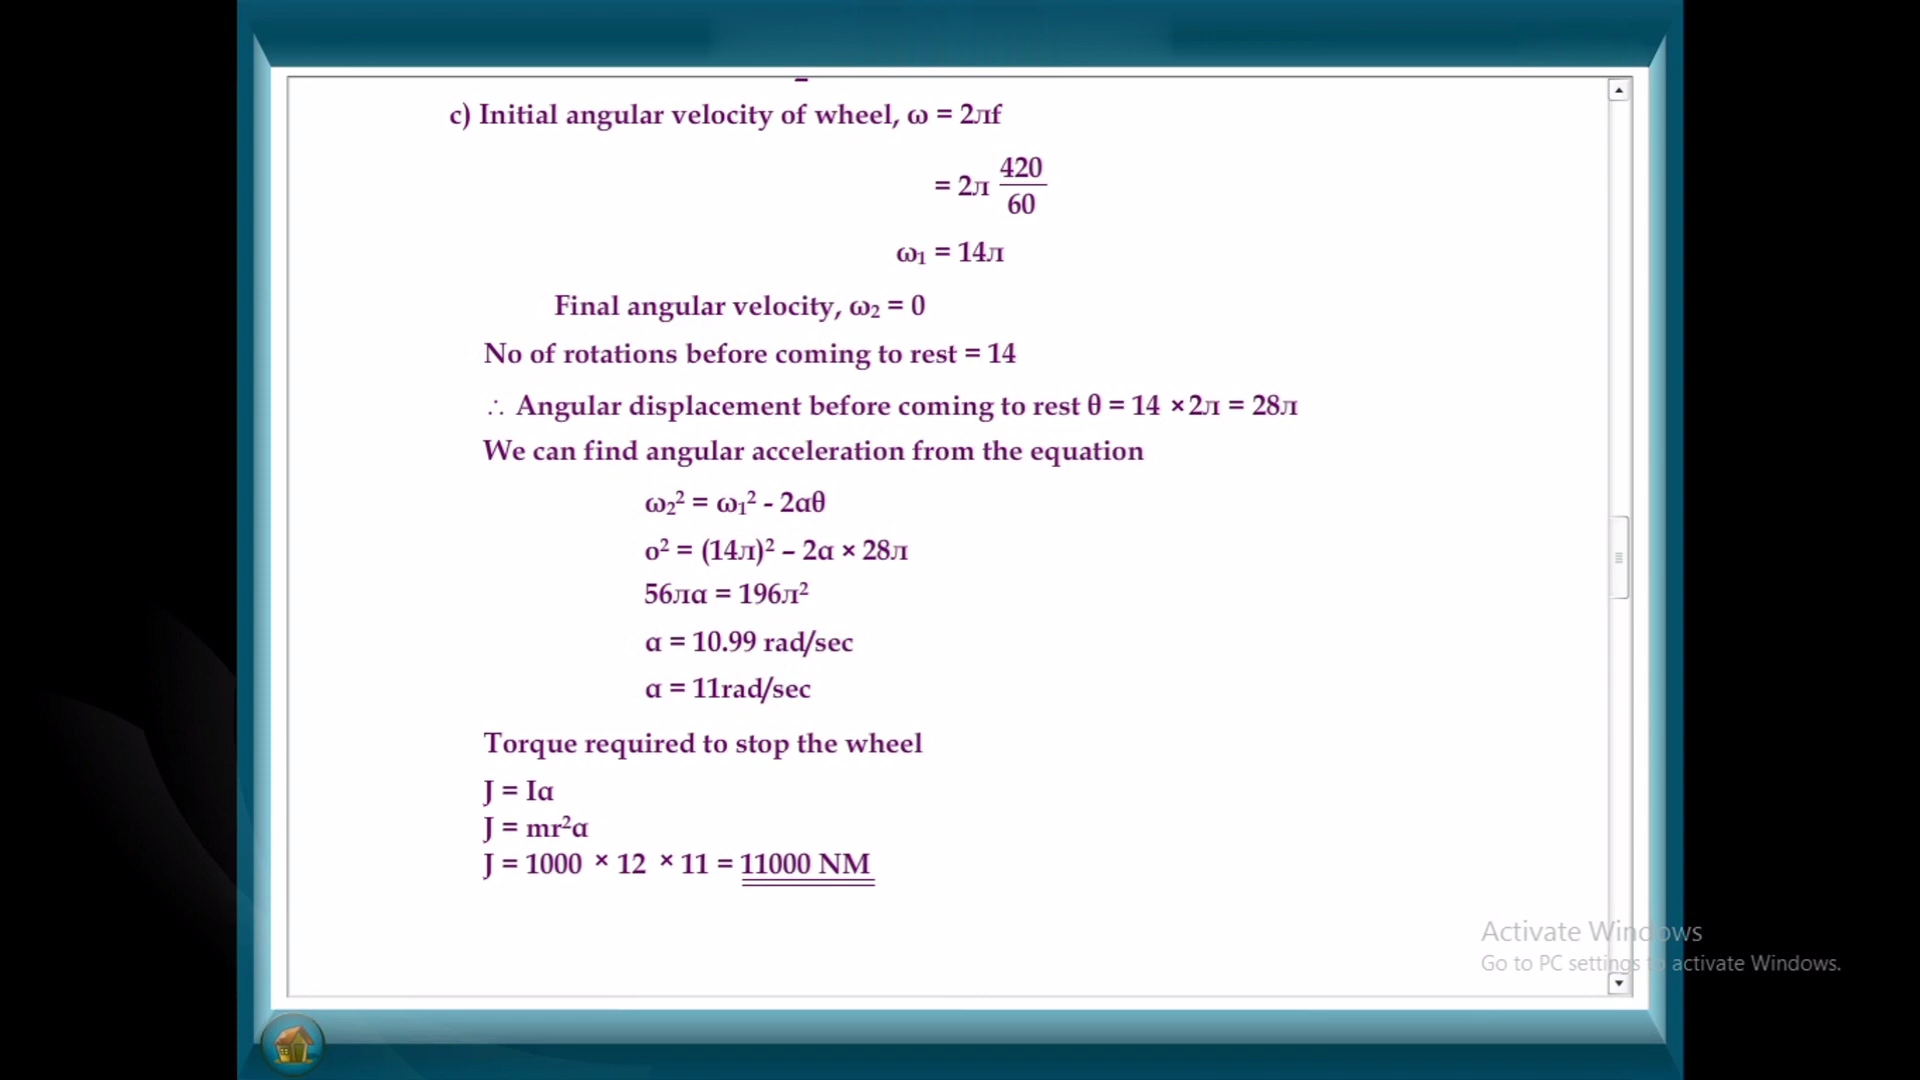 c) Initial angular velocity of wheel, ω = 2лf
= 2л 420/60
ω₁ = 14л
Final angular velocity, ω₂ = 0
No of rotations before coming to rest = 14
∴ Angular displacement before coming to rest θ = 14 ×2л = 28л
We can find angular acceleration from the equation
ω₂² = ω₁² - 2αθ
o² = (14л)² – 2α × 28л
56лα = 196л²
α = 10.99 rad/sec
α = 11rad/sec
Torque required to stop the wheel
J = Iα
J = mr²α
J = 1000 × 12 × 11 = 11000 NM
Activate Windows
Go to PC settings to activate Windows.